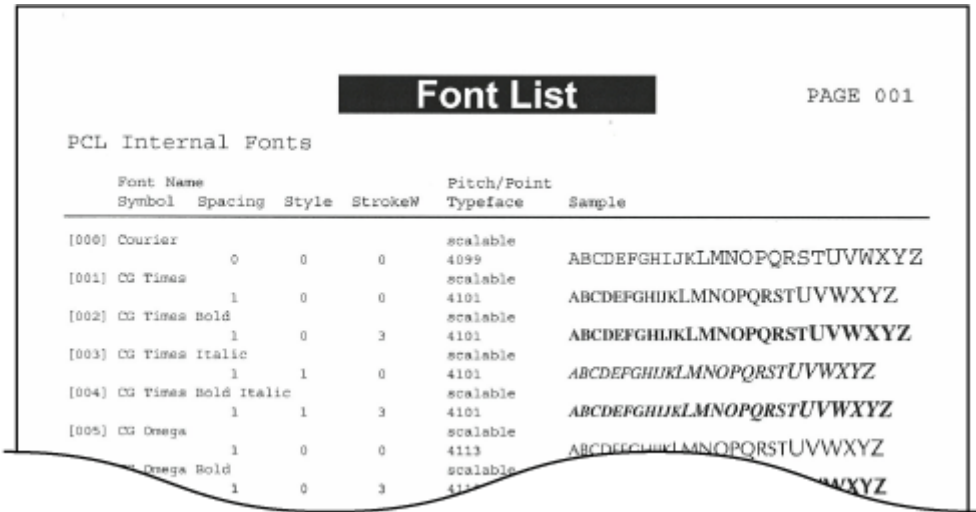 Font List
PAGE 001
PCL Internal Fonts
Font Name Pitch/Point
Symbol Spacing Style StrokeW Typeface Sample
[000] Courier scalable
0 0 0 4099 ABCDEFGHIJKLMNOPQRSTUVWXYZ
[001] CG Times scalable
1 0 0 4101 ABCDEFGHIJKLMNOPQRSTUVWXYZ
[002] CG Times Bold scalable
1 0 3 4101 ABCDEFGHIJKLMNOPQRSTUVWXYZ
[003] CG Times Italic scalable
1 1 0 4101 ABCDEFGHIJKLMNOPQRSTUVWXYZ
[004] CG Times Bold Italic scalable
1 1 3 4101 ABCDEFGHIJKLMNOPQRSTUVWXYZ
[005] CG Omega scalable
1 0 0 4113 ABCDEFGHIJKLMNOPQRSTUVWXYZ
Omega Bold scalable
1 0 3 WXYZ